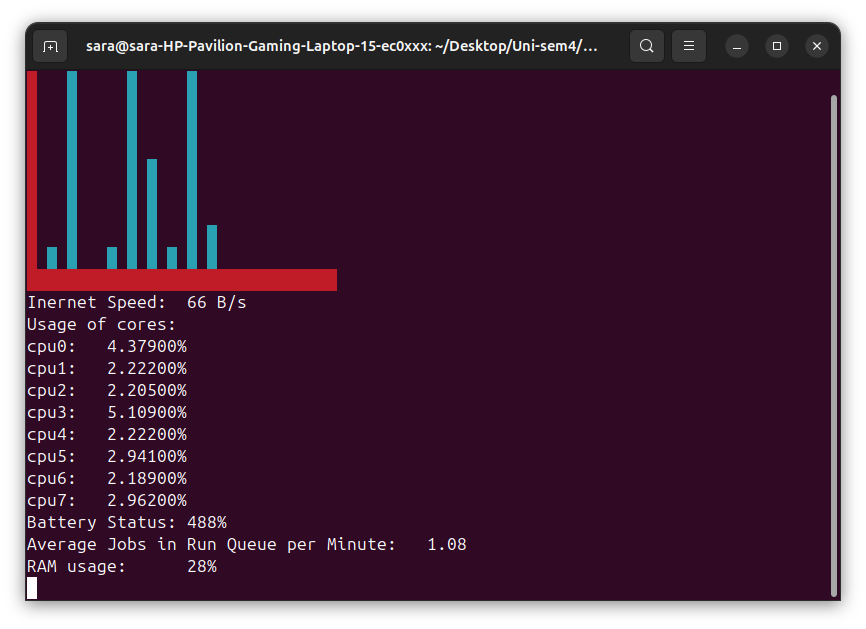 sara@sara-HP-Pavilion-Gaming-Laptop-15-ec0xxx: ~/Desktop/Uni-sem4/...
Inernet Speed: 66 B/s
Usage of cores:
cpu0: 4.37900%
cpu1: 2.22200%
cpu2: 2.20500%
cpu3: 5.10900%
cpu4: 2.22200%
cpu5: 2.94100%
cpu6: 2.18900%
cpu7: 2.96200%
Battery Status: 488%
Average Jobs in Run Queue per Minute: 1.08
RAM usage: 28%